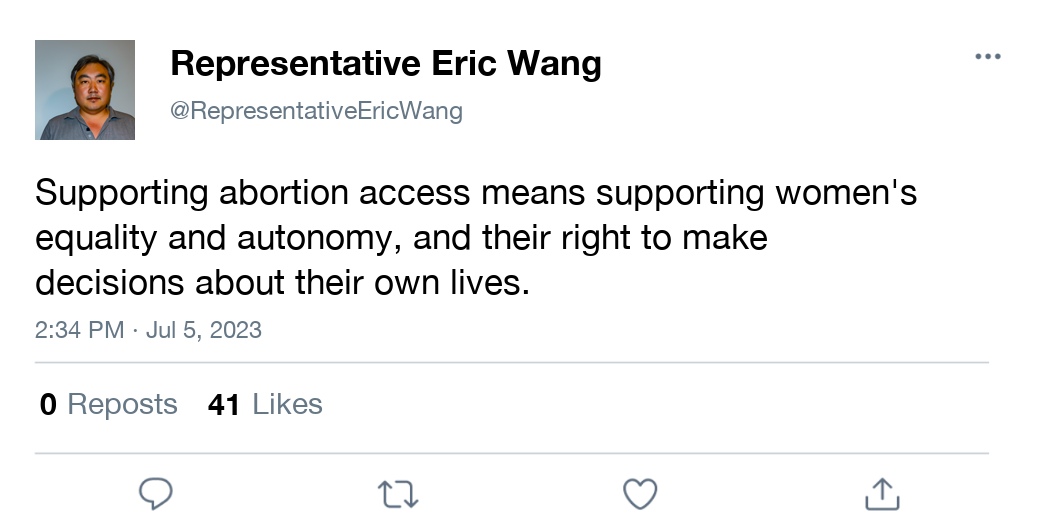 Representative Eric Wang
@RepresentativeEricWang
Supporting abortion access means supporting women's
equality and autonomy, and their right to make
decisions about their own lives.
2:34 PM · Jul 5, 2023
0 Reposts 41 Likes